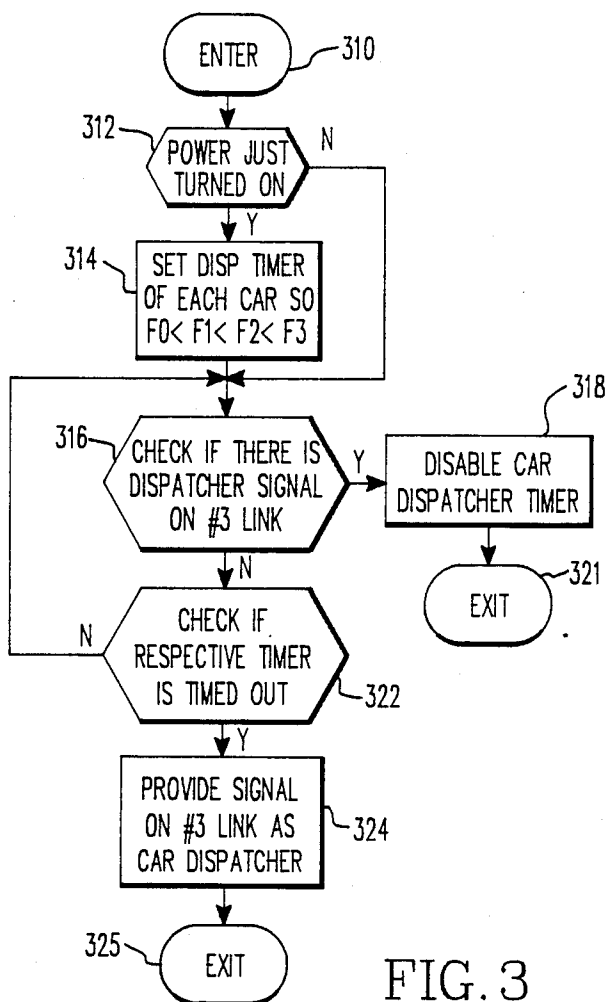 ENTER
310
312
POWER JUST
TURNED ON
N
Y
314
SET DISP TIMER
OF EACH CAR SO
F0< F1< F2< F3
316
CHECK IF THERE IS
DISPATCHER SIGNAL
ON #3 LINK
Y
318
DISABLE CAR
DISPATCHER TIMER
321
EXIT
N
N
CHECK IF
RESPECTIVE TIMER
IS TIMED OUT
322
Y
PROVIDE SIGNAL
ON #3 LINK AS
CAR DISPATCHER
324
325
EXIT
FIG. 3